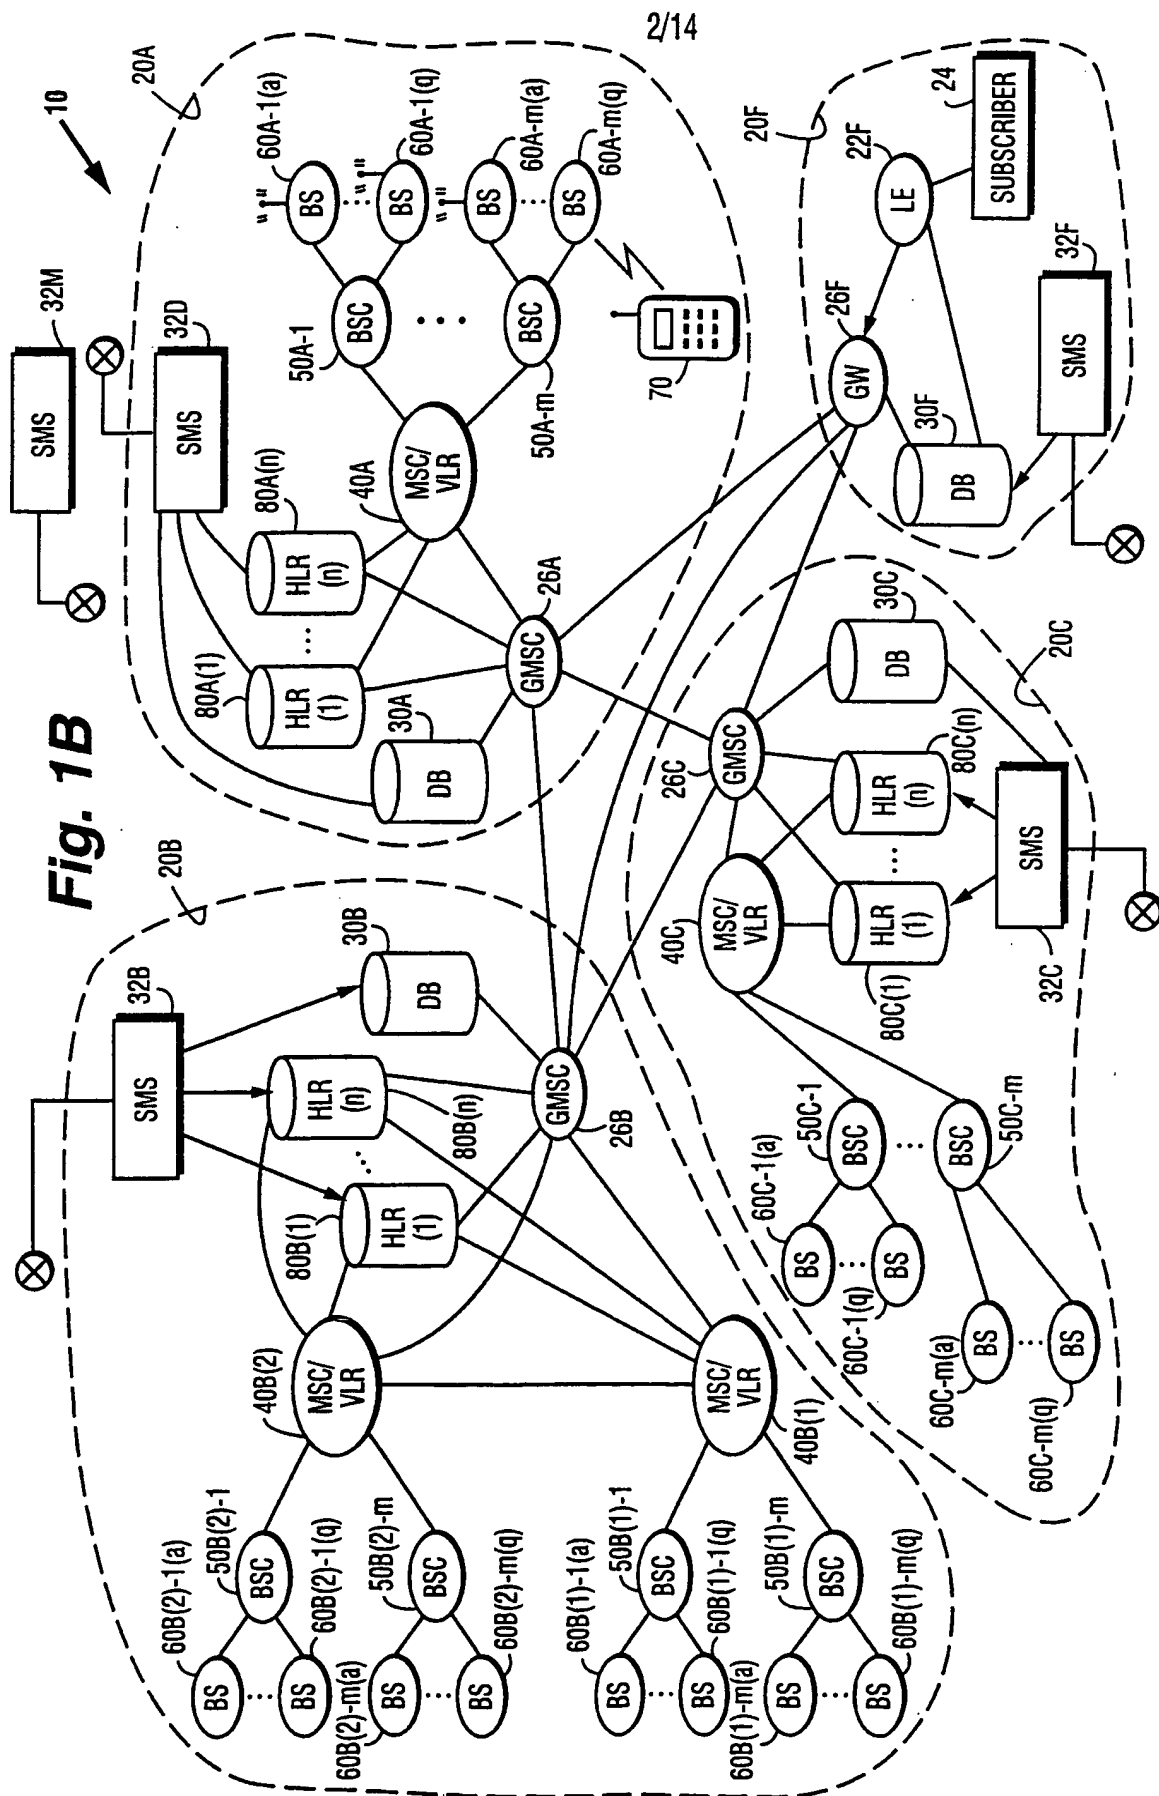 2/14
Fig. 1B
10
20A
32M
SMS
32D
SMS
80A(n)
HLR
(n)
...
80A(1)
HLR
(1)
30A
DB
40A
MSC/
VLR
26A
GMSC
50A-1
BSC
50A-m
BSC
60A-1(a)
BS
60A-1(q)
BS
60A-m(a)
BS
60A-m(q)
BS
70
20B
32B
SMS
30B
DB
80B(n)
HLR
(n)
...
80B(1)
HLR
(1)
26B
GMSC
40B(2)
MSC/
VLR
40B(1)
MSC/
VLR
50B(2)-1
BSC
50B(2)-m
BSC
60B(2)-1(a)
BS
60B(2)-1(q)
BS
60B(2)-m(a)
BS
60B(2)-m(q)
BS
50B(1)-1
BSC
50B(1)-m
BSC
60B(1)-1(a)
BS
60B(1)-1(q)
BS
60B(1)-m(a)
BS
60B(1)-m(q)
BS
20C
26C
GMSC
30C
DB
40C
MSC/
VLR
80C(n)
HLR
(n)
...
80C(1)
HLR
(1)
32C
SMS
50C-1
BSC
50C-m
BSC
60C-1(a)
BS
60C-1(q)
BS
60C-m(a)
BS
60C-m(q)
BS
20F
22F
LE
24
SUBSCRIBER
26F
GW
30F
DB
32F
SMS